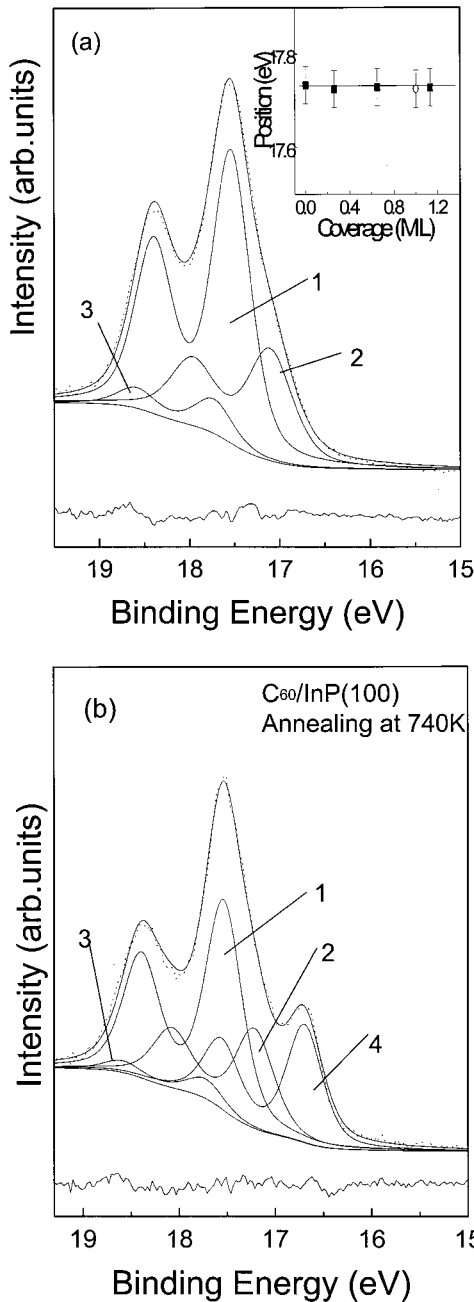 (a)
Intensity (arb.units)
Position (eV)
17.8
17.6
0.0 0.4 0.8 1.2
Coverage (ML)
1
2
3
19 18 17 16 15
Binding Energy (eV)
(b)
C60/InP(100)
Annealing at 740K
Intensity (arb.units)
1
2
3
4
19 18 17 16 15
Binding Energy (eV)